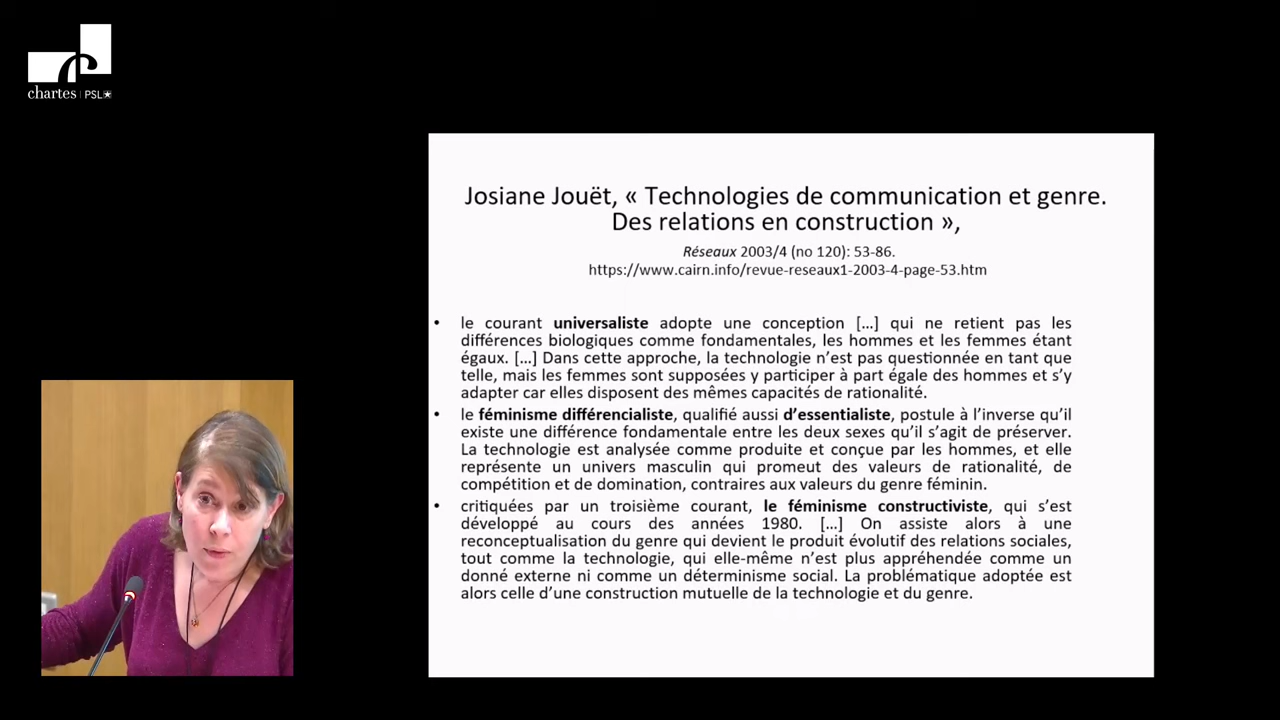 chartes | PSL★
Josiane Jouët, « Technologies de communication et genre.
Des relations en construction »,
Réseaux 2003/4 (no 120): 53-86.
https://www.cairn.info/revue-reseaux1-2003-4-page-53.htm
• le courant universaliste adopte une conception […] qui ne retient pas les
différences biologiques comme fondamentales, les hommes et les femmes étant
égaux. […] Dans cette approche, la technologie n’est pas questionnée en tant que
telle, mais les femmes sont supposées y participer à part égale des hommes et s’y
adapter car elles disposent des mêmes capacités de rationalité.
• le féminisme différencialiste, qualifié aussi d’essentialiste, postule à l’inverse qu’il
existe une différence fondamentale entre les deux sexes qu’il s’agit de préserver.
La technologie est analysée comme produite et conçue par les hommes, et elle
représente un univers masculin qui promeut des valeurs de rationalité, de
compétition et de domination, contraires aux valeurs du genre féminin.
• critiquées par un troisième courant, le féminisme constructiviste, qui s’est
développé au cours des années 1980. […] On assiste alors à une
reconceptualisation du genre qui devient le produit évolutif des relations sociales,
tout comme la technologie, qui elle-même n’est plus appréhendée comme un
donné externe ni comme un déterminisme social. La problématique adoptée est
alors celle d’une construction mutuelle de la technologie et du genre.